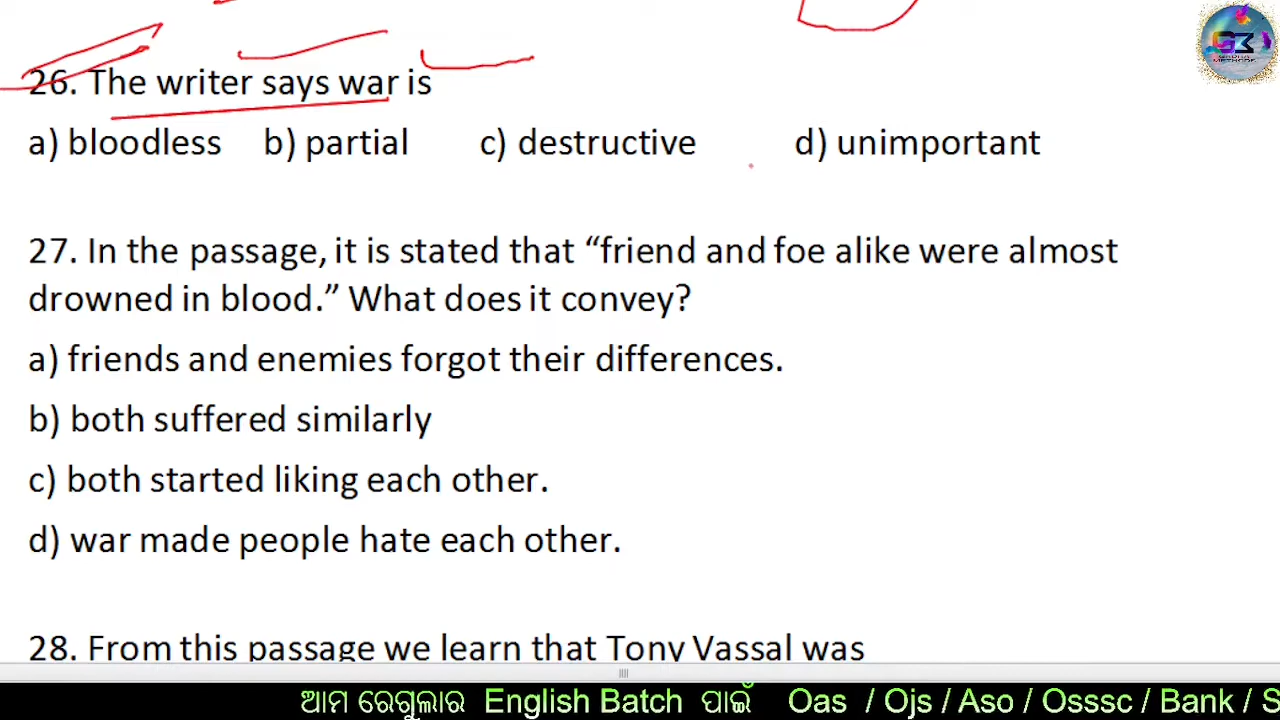 26. The writer says war is
a) bloodless b) partial c) destructive d) unimportant
27. In the passage, it is stated that “friend and foe alike were almost
drowned in blood.” What does it convey?
a) friends and enemies forgot their differences.
b) both suffered similarly
c) both started liking each other.
d) war made people hate each other.
28. From this passage we learn that Tony Vassal was
ଆମ ରେଗୁଲାର English Batch ପାଇଁ Oas / Ojs / Aso / Osssc / Bank / S